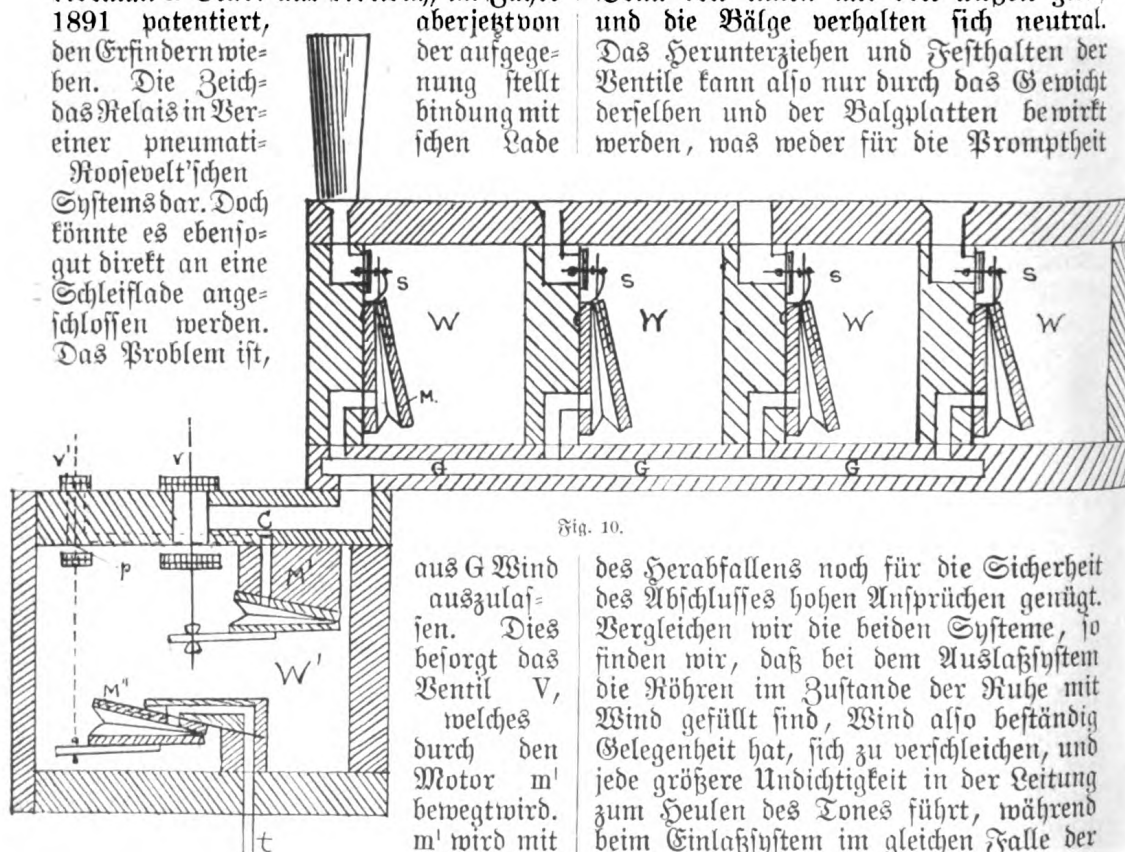 1891 patentiert, aber jetzt von
den Erfindern wie- der aufgege-
ben. Die Zeich- nung stellt
das Relais in Ver- bindung mit
einer pneumati- schen Lade
Roosevelt'schen
Systems dar. Doch
könnte es ebenso-
gut direkt an eine
Schleiflade ange-
schlossen werden.
Das Problem ist,
S S S S
W W W W
M.
G G G
v' v
C
p
M'
W'
M''
t
Fig. 10.
aus G Wind
auszulas-
sen. Dies
besorgt das
Ventil V,
welches
durch den
Motor m'
bewegt wird.
m' wird mit
und die Bälge verhalten sich neutral.
Das Herunterziehen und Festhalten der
Ventile kann also nur durch das Gewicht
derselben und der Balgplatten bewirkt
werden, was weder für die Promptheit
des Herabfallens noch für die Sicherheit
des Abschlusses hohen Ansprüchen genügt.
Vergleichen wir die beiden Systeme, so
finden wir, daß bei dem Auslaßsystem
die Röhren im Zustande der Ruhe mit
Wind gefüllt sind, Wind also beständig
Gelegenheit hat, sich zu verschleichen, und
jede größere Undichtigkeit in der Leitung
zum Heulen des Tones führt, während
beim Einlaßsystem im gleichen Falle der